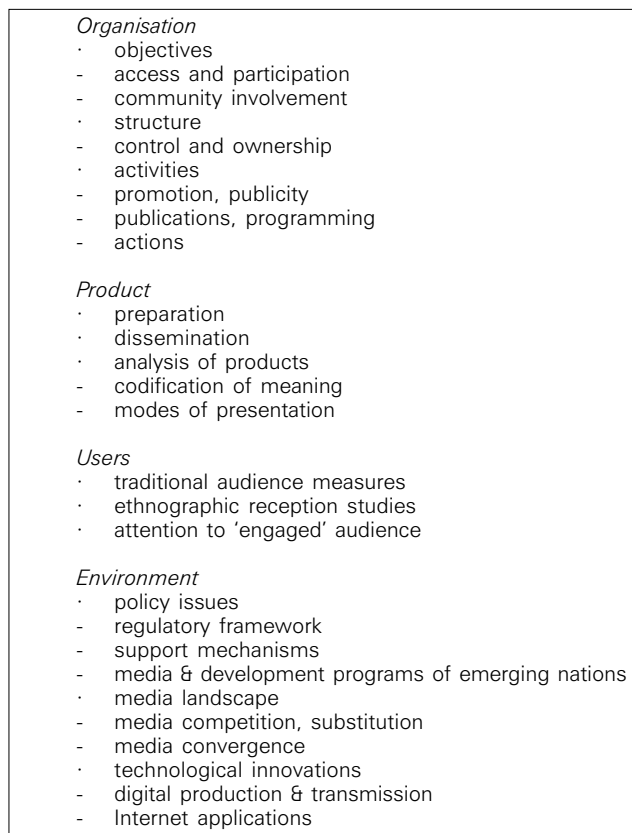 Organisation
· objectives
- access and participation
- community involvement
· structure
- control and ownership
· activities
- promotion, publicity
- publications, programming
- actions
Product
· preparation
· dissemination
· analysis of products
- codification of meaning
- modes of presentation
Users
· traditional audience measures
· ethnographic reception studies
· attention to ‘engaged’ audience
Environment
· policy issues
- regulatory framework
- support mechanisms
- media & development programs of emerging nations
· media landscape
- media competition, substitution
- media convergence
· technological innovations
- digital production & transmission
- Internet applications